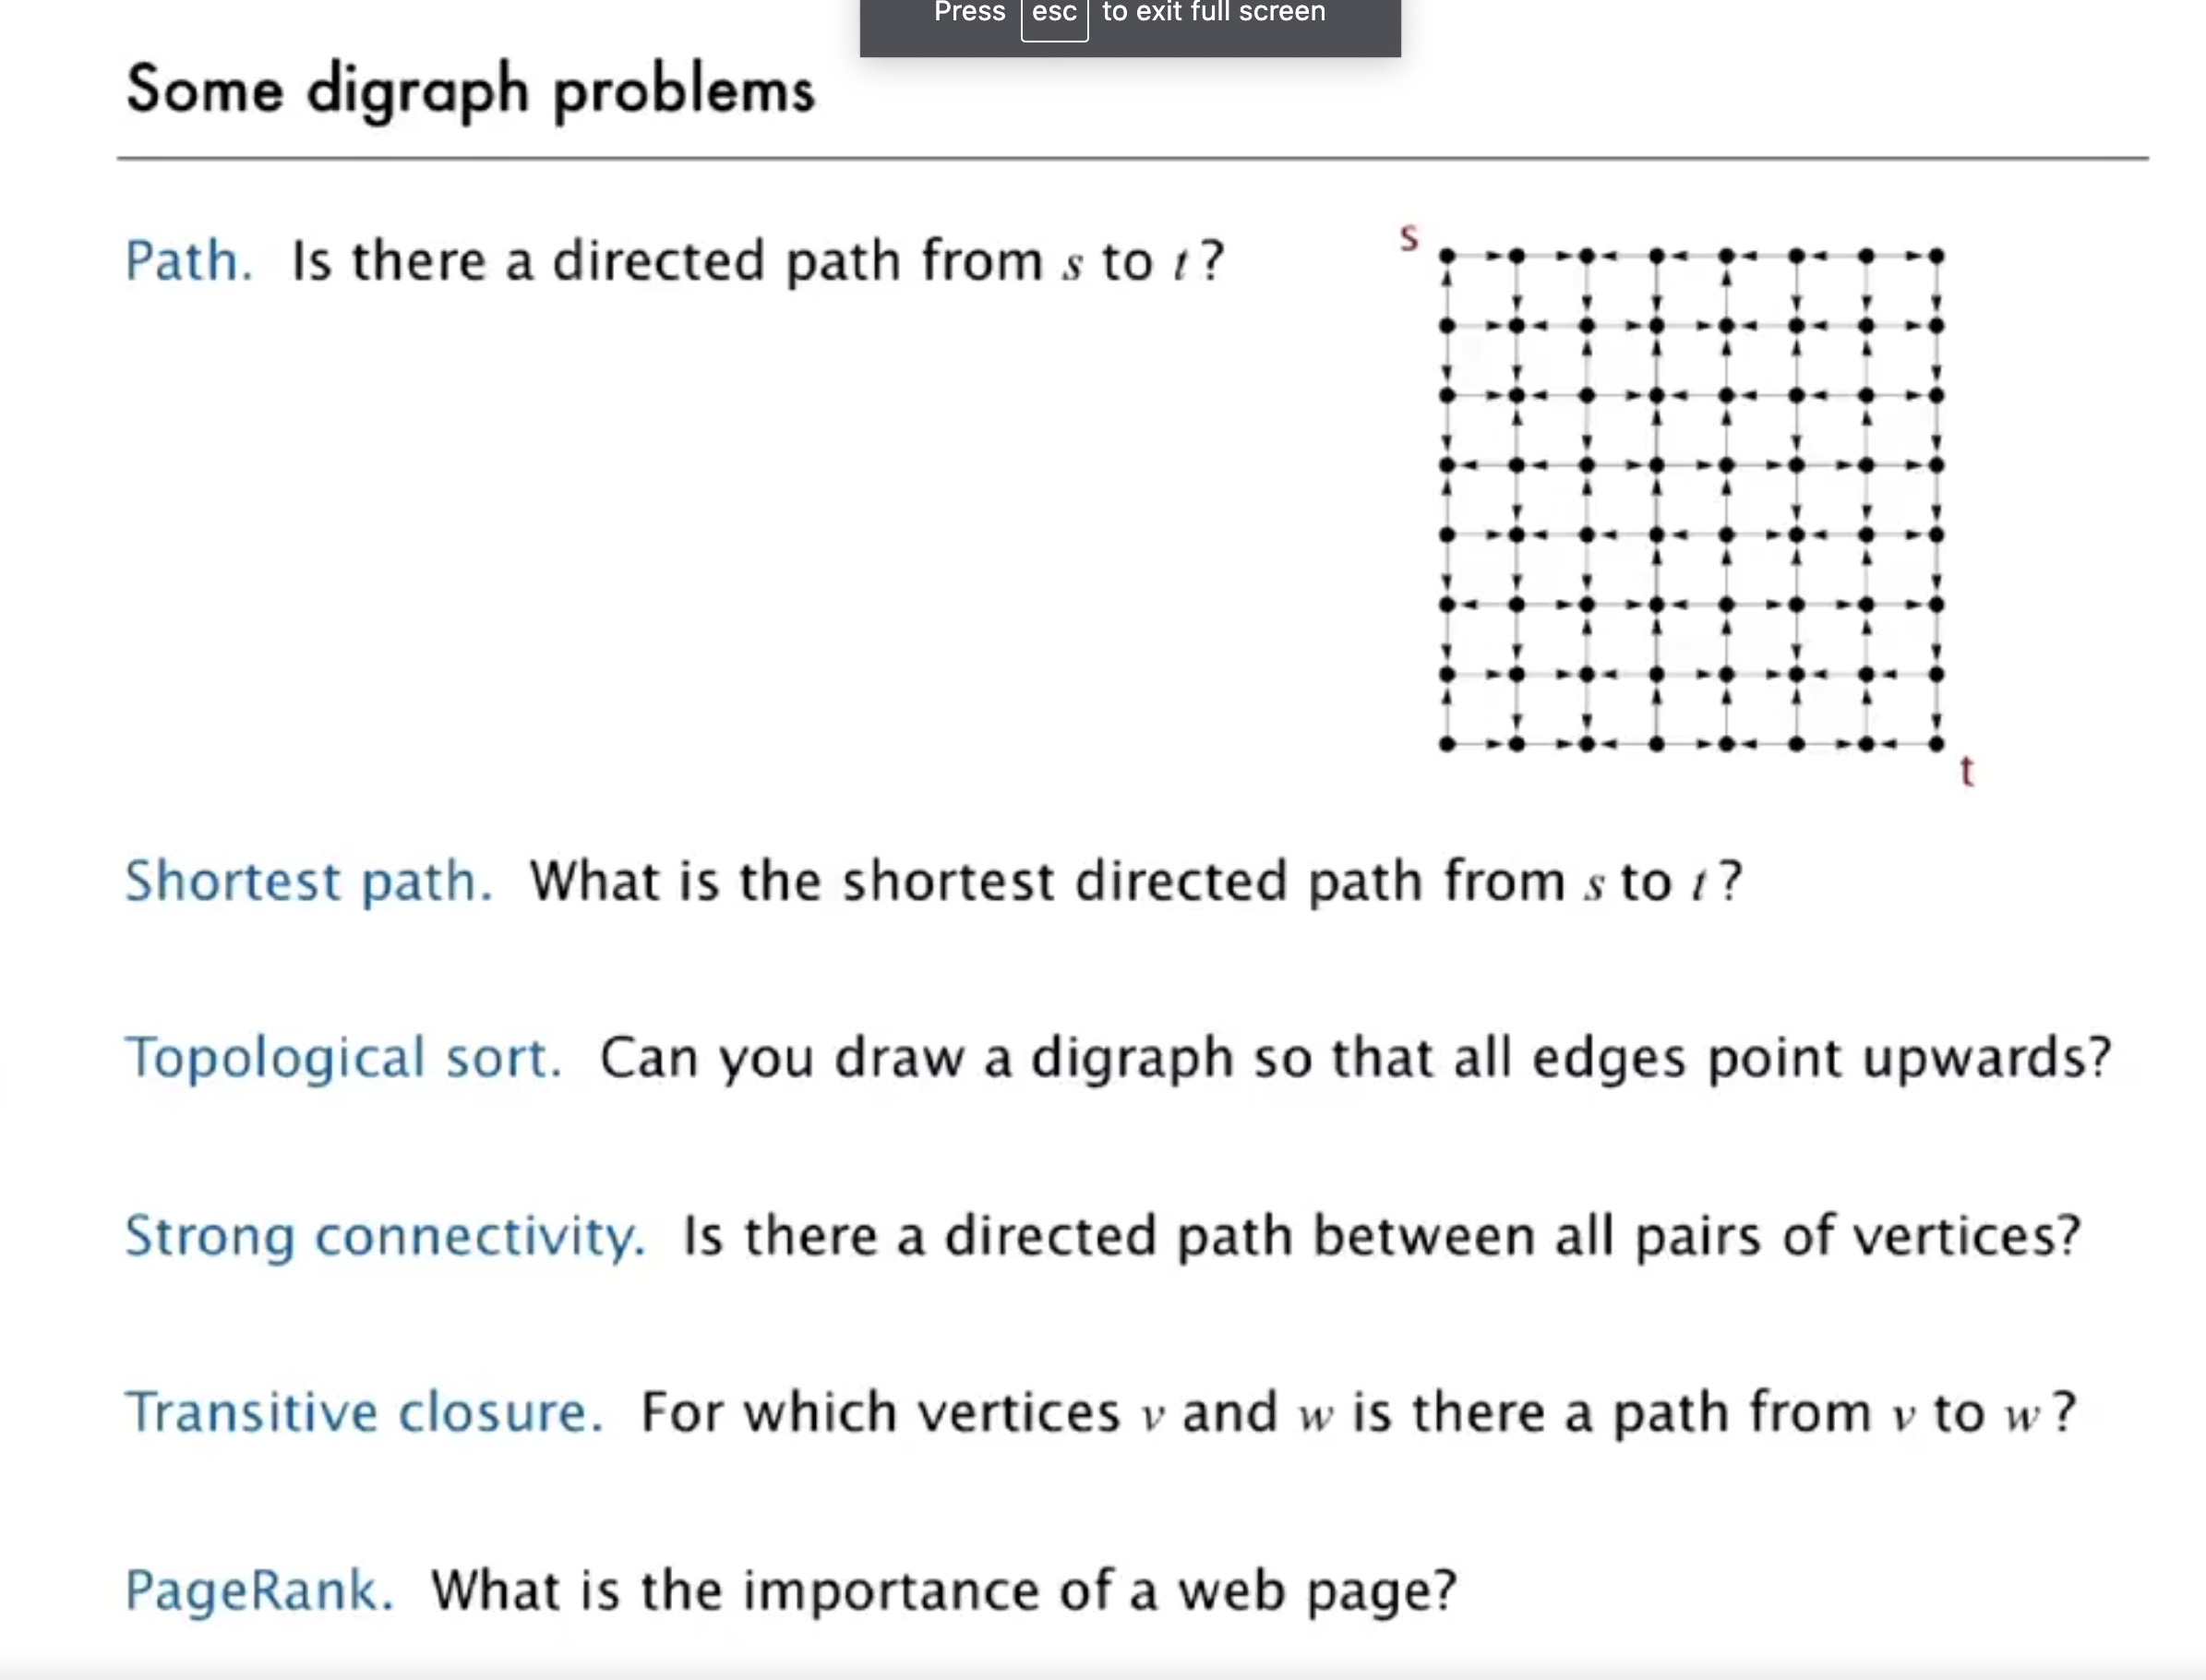 Press esc to exit full screen
Some digraph problems
Path. Is there a directed path from s to t?
s
t
Shortest path. What is the shortest directed path from s to t?
Topological sort. Can you draw a digraph so that all edges point upwards?
Strong connectivity. Is there a directed path between all pairs of vertices?
Transitive closure. For which vertices v and w is there a path from v to w?
PageRank. What is the importance of a web page?